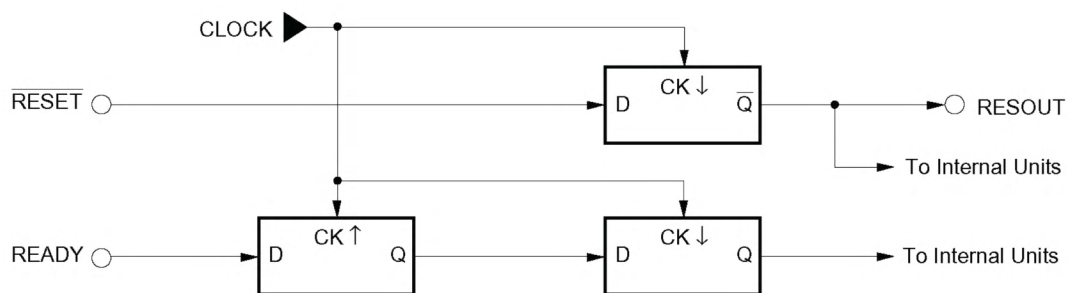 CLOCK
CK ↓
RESET
D
Q
RESOUT
To Internal Units
READY
CK ↑
D
Q
CK ↓
D
Q
To Internal Units